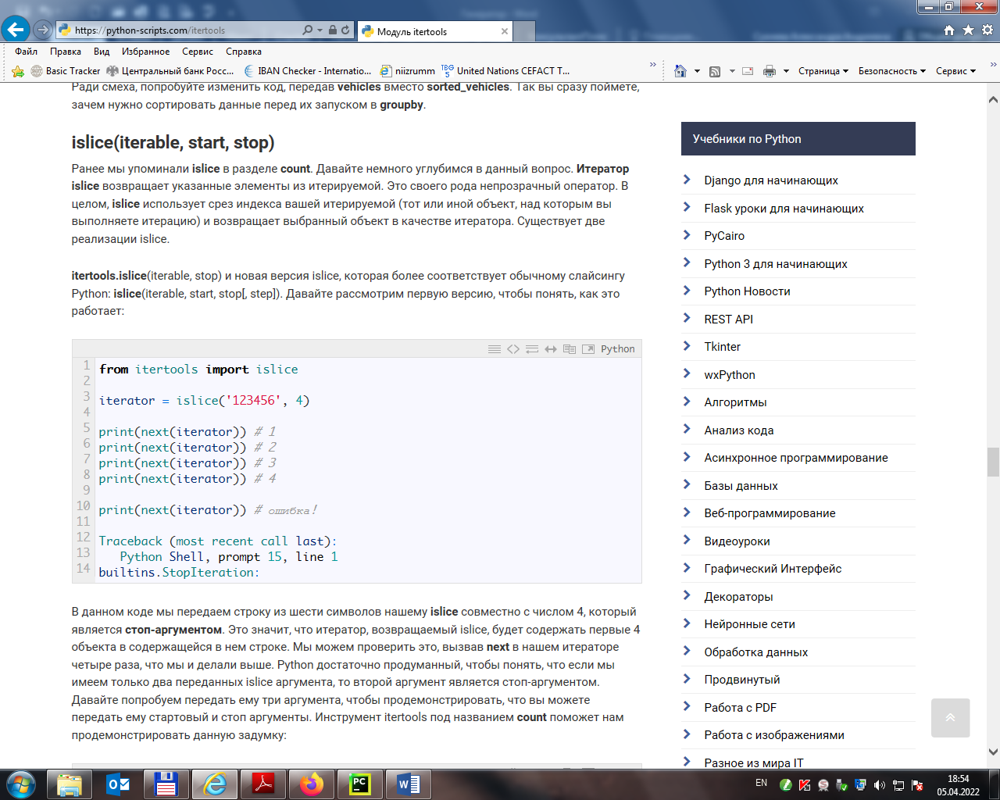 https://python-scripts.com/itertools
Модуль itertools
Файл Правка Вид Избранное Сервис Справка
Basic Tracker Центральный банк Росс... IBAN Checker - Internatio... niizrumm TBG 5 United Nations CEFACT T... Страница Безопасность Сервис
Ради смеха, попробуйте изменить код, передав vehicles вместо sorted_vehicles. Так вы сразу поймете,
зачем нужно сортировать данные перед их запуском в groupby.
islice(iterable, start, stop)
Ранее мы упоминали islice в разделе count. Давайте немного углубимся в данный вопрос. Итератор
islice возвращает указанные элементы из итерируемой. Это своего рода непрозрачный оператор. В
целом, islice использует срез индекса вашей итерируемой (тот или иной объект, над которым вы
выполняете итерацию) и возвращает выбранный объект в качестве итератора. Существует две
реализации islice.
itertools.islice(iterable, stop) и новая версия islice, которая более соответствует обычному слайсингу
Python: islice(iterable, start, stop[, step]). Давайте рассмотрим первую версию, чтобы понять, как это
работает:
Python
1 from itertools import islice
2
3 iterator = islice('123456', 4)
4
5 print(next(iterator)) # 1
6 print(next(iterator)) # 2
7 print(next(iterator)) # 3
8 print(next(iterator)) # 4
9
10 print(next(iterator)) # ошибка!
11
12 Traceback (most recent call last):
13 Python Shell, prompt 15, line 1
14 builtins.StopIteration:
В данном коде мы передаем строку из шести символов нашему islice совместно с числом 4, который
является стоп-аргументом. Это значит, что итератор, возвращаемый islice, будет содержать первые 4
объекта в содержащейся в нем строке. Мы можем проверить это, вызвав next в нашем итераторе
четыре раза, что мы и делали выше. Python достаточно продуманный, чтобы понять, что если мы
имеем только два переданных islice аргумента, то второй аргумент является стоп-аргументом.
Давайте попробуем передать ему три аргумента, чтобы продемонстрировать, что вы можете
передать ему стартовый и стоп аргументы. Инструмент itertools под названием count поможет нам
продемонстрировать данную задумку:
Учебники по Python
Django для начинающих
Flask уроки для начинающих
PyCairo
Python 3 для начинающих
Python Новости
REST API
Tkinter
wxPython
Алгоритмы
Анализ кода
Асинхронное программирование
Базы данных
Веб-программирование
Видеоуроки
Графический Интерфейс
Декораторы
Нейронные сети
Обработка данных
Продвинутый
Работа с PDF
Работа с изображениями
Разное из мира IT
EN
18:54
05.04.2022